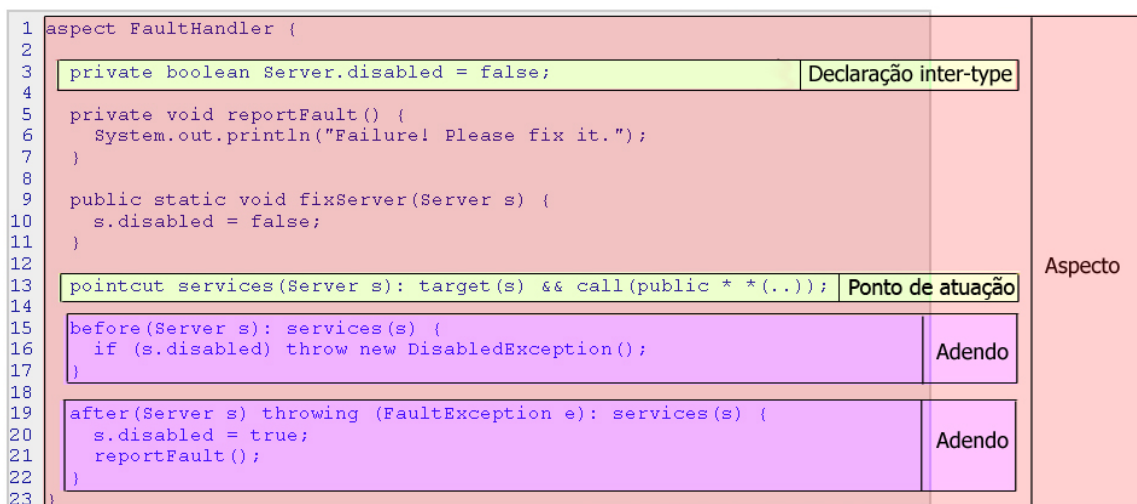 1 aspect FaultHandler {
2
3 private boolean Server.disabled = false; Declaração inter-type
4
5 private void reportFault() {
6 System.out.println("Failure! Please fix it.");
7 }
8
9 public static void fixServer(Server s) {
10 s.disabled = false;
11 }
12
Aspecto
13 pointcut services(Server s): target(s) && call(public * *(..)); Ponto de atuação
14
15 before(Server s): services(s) {
16 if (s.disabled) throw new DisabledException();
Adendo
17 }
18
19 after(Server s) throwing (FaultException e): services(s) {
20 s.disabled = true;
Adendo
21 reportFault();
22 }
23 }